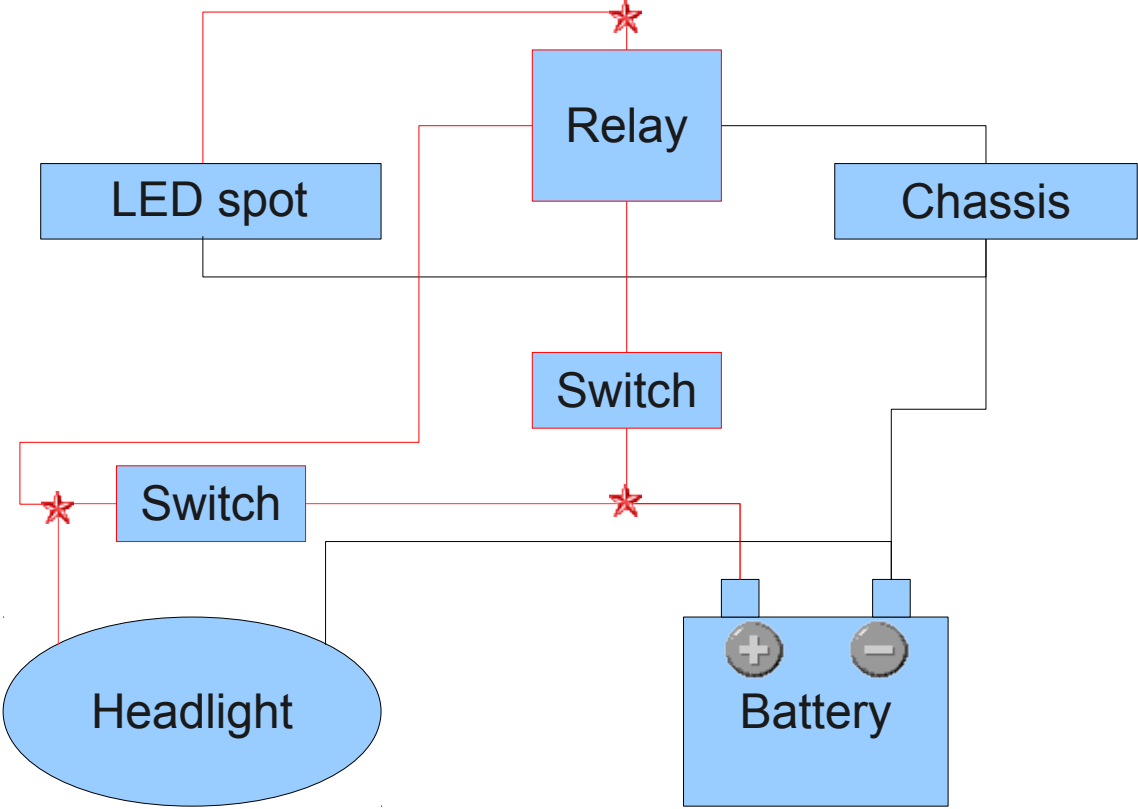 Relay
LED spot
Chassis
Switch
Switch
Headlight
+
−
Battery